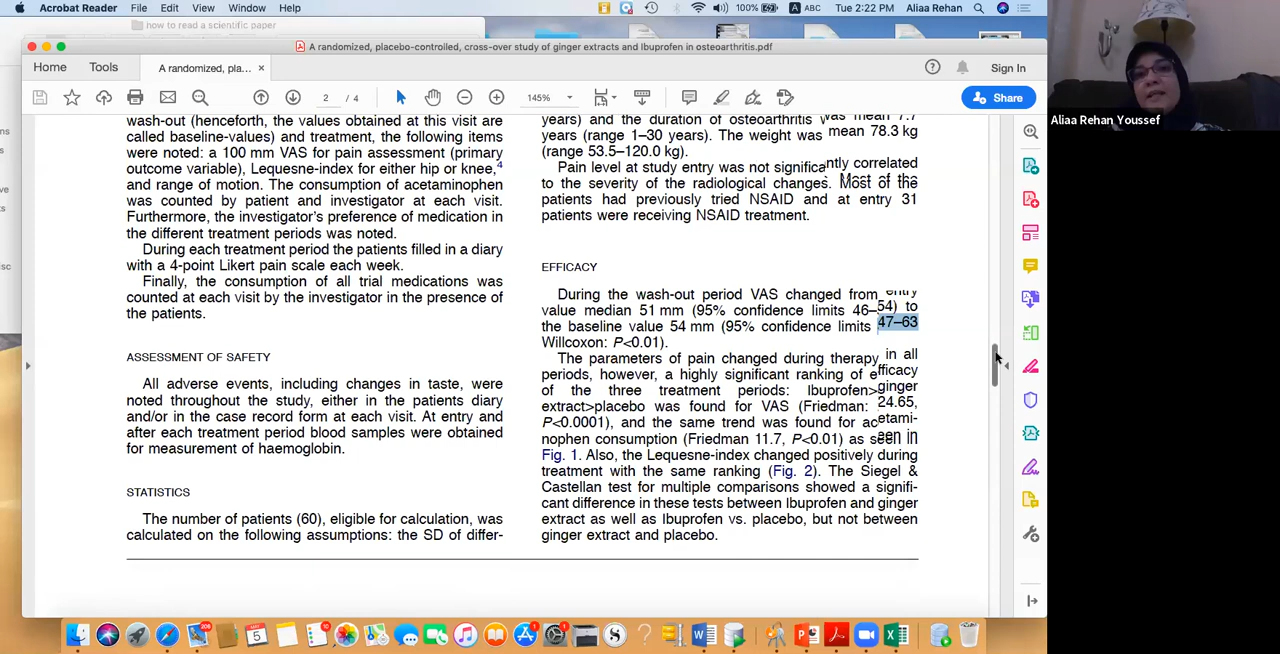 Acrobat Reader File Edit View Window Help 100% ABC Tue 2:22 PM Aliaa Rehan
how to read a scientific paper
A randomized, placebo-controlled, cross-over study of ginger extracts and Ibuprofen in osteoarthritis.pdf
Home Tools A randomized, pla... × Sign In
2 / 4 145% Share
Aliaa Rehan Youssef
wash-out (henceforth, the values obtained at this visit are
called baseline-values) and treatment, the following items
were noted: a 100 mm VAS for pain assessment (primary
outcome variable), Lequesne-index for either hip or knee,4
and range of motion. The consumption of acetaminophen
was counted by patient and investigator at each visit.
Furthermore, the investigator's preference of medication in
the different treatment periods was noted.
During each treatment period the patients filled in a diary
with a 4-point Likert pain scale each week.
Finally, the consumption of all trial medications was
counted at each visit by the investigator in the presence of
the patients.
ASSESSMENT OF SAFETY
All adverse events, including changes in taste, were
noted throughout the study, either in the patients diary
and/or in the case record form at each visit. At entry and
after each treatment period blood samples were obtained
for measurement of haemoglobin.
STATISTICS
The number of patients (60), eligible for calculation, was
calculated on the following assumptions: the SD of differ-
years) and the duration of osteoarthritis was mean 7.7
years (range 1–30 years). The weight was mean 78.3 kg
(range 53.5–120.0 kg).
Pain level at study entry was not significantly correlated
to the severity of the radiological changes. Most of the
patients had previously tried NSAID and at entry 31
patients were receiving NSAID treatment.
EFFICACY
During the wash-out period VAS changed from entry
value median 51 mm (95% confidence limits 46–54) to
the baseline value 54 mm (95% confidence limits 47–63
Willcoxon: P<0.01).
The parameters of pain changed during therapy in all
periods, however, a highly significant ranking of efficacy
of the three treatment periods: Ibuprofen>ginger
extract>placebo was found for VAS (Friedman: 24.65,
P<0.0001), and the same trend was found for acetami-
nophen consumption (Friedman 11.7, P<0.01) as seen in
Fig. 1. Also, the Lequesne-index changed positively during
treatment with the same ranking (Fig. 2). The Siegel &
Castellan test for multiple comparisons showed a signifi-
cant difference in these tests between Ibuprofen and ginger
extract as well as Ibuprofen vs. placebo, but not between
ginger extract and placebo.